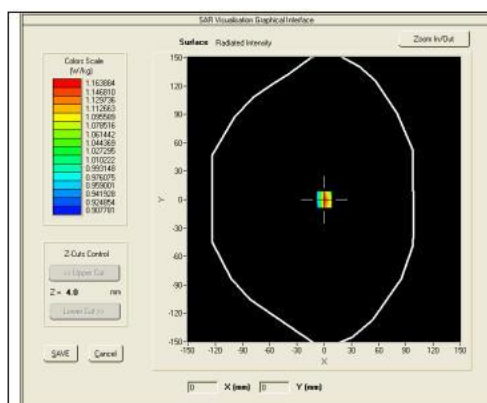 SAR Visualisation Graphical Interface
Surface Radiated Intensity
Zoom In/Out
Colors Scale
(W/kg)
1.163884
1.146810
1.129736
1.112663
1.095589
1.078516
1.061442
1.044369
1.027295
1.010222
0.993148
0.976075
0.959001
0.941928
0.924854
0.907781
Z-Cuts Control
<< Upper Cut
Z = 4.0 mm
Lower Cut >>
SAVE Cancel
150
120
90
60
30
0
-30
-60
-90
-120
-150
Y
-150 -120 -90 -60 -30 0 30 60 90 120 150
X
0 X (mm) 0 Y (mm)